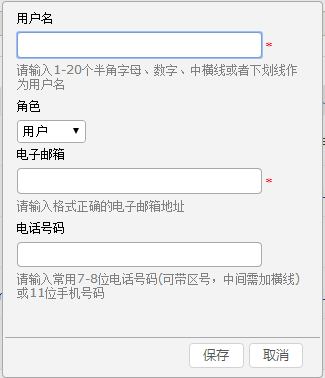 用户名
*
请输入1-20个半角字母、数字、中横线或者下划线作
为用户名
角色
用户
电子邮箱
*
请输入格式正确的电子邮箱地址
电话号码
请输入常用7-8位电话号码(可带区号，中间需加横线)
或11位手机号码
保存 取消